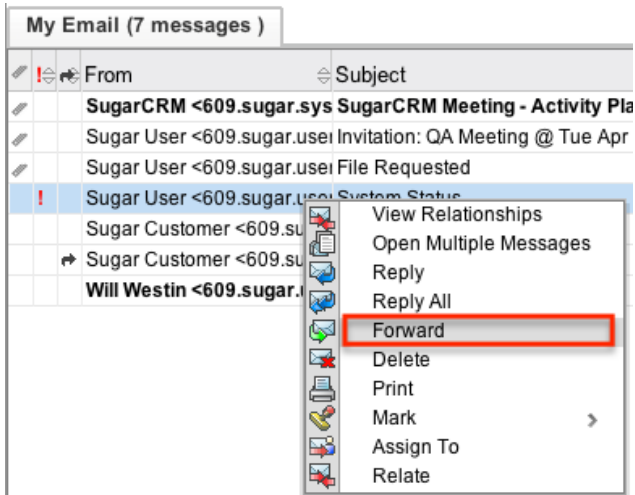 My Email (7 messages )
! From Subject
SugarCRM <609.sugar.sys SugarCRM Meeting - Activity Pla
Sugar User <609.sugar.user Invitation: QA Meeting @ Tue Apr
Sugar User <609.sugar.user File Requested
! Sugar User <609.sugar.user System Status
Sugar Customer <609.su
Sugar Customer <609.su
Will Westin <609.sugar.
View Relationships
Open Multiple Messages
Reply
Reply All
Forward
Delete
Print
Mark
Assign To
Relate